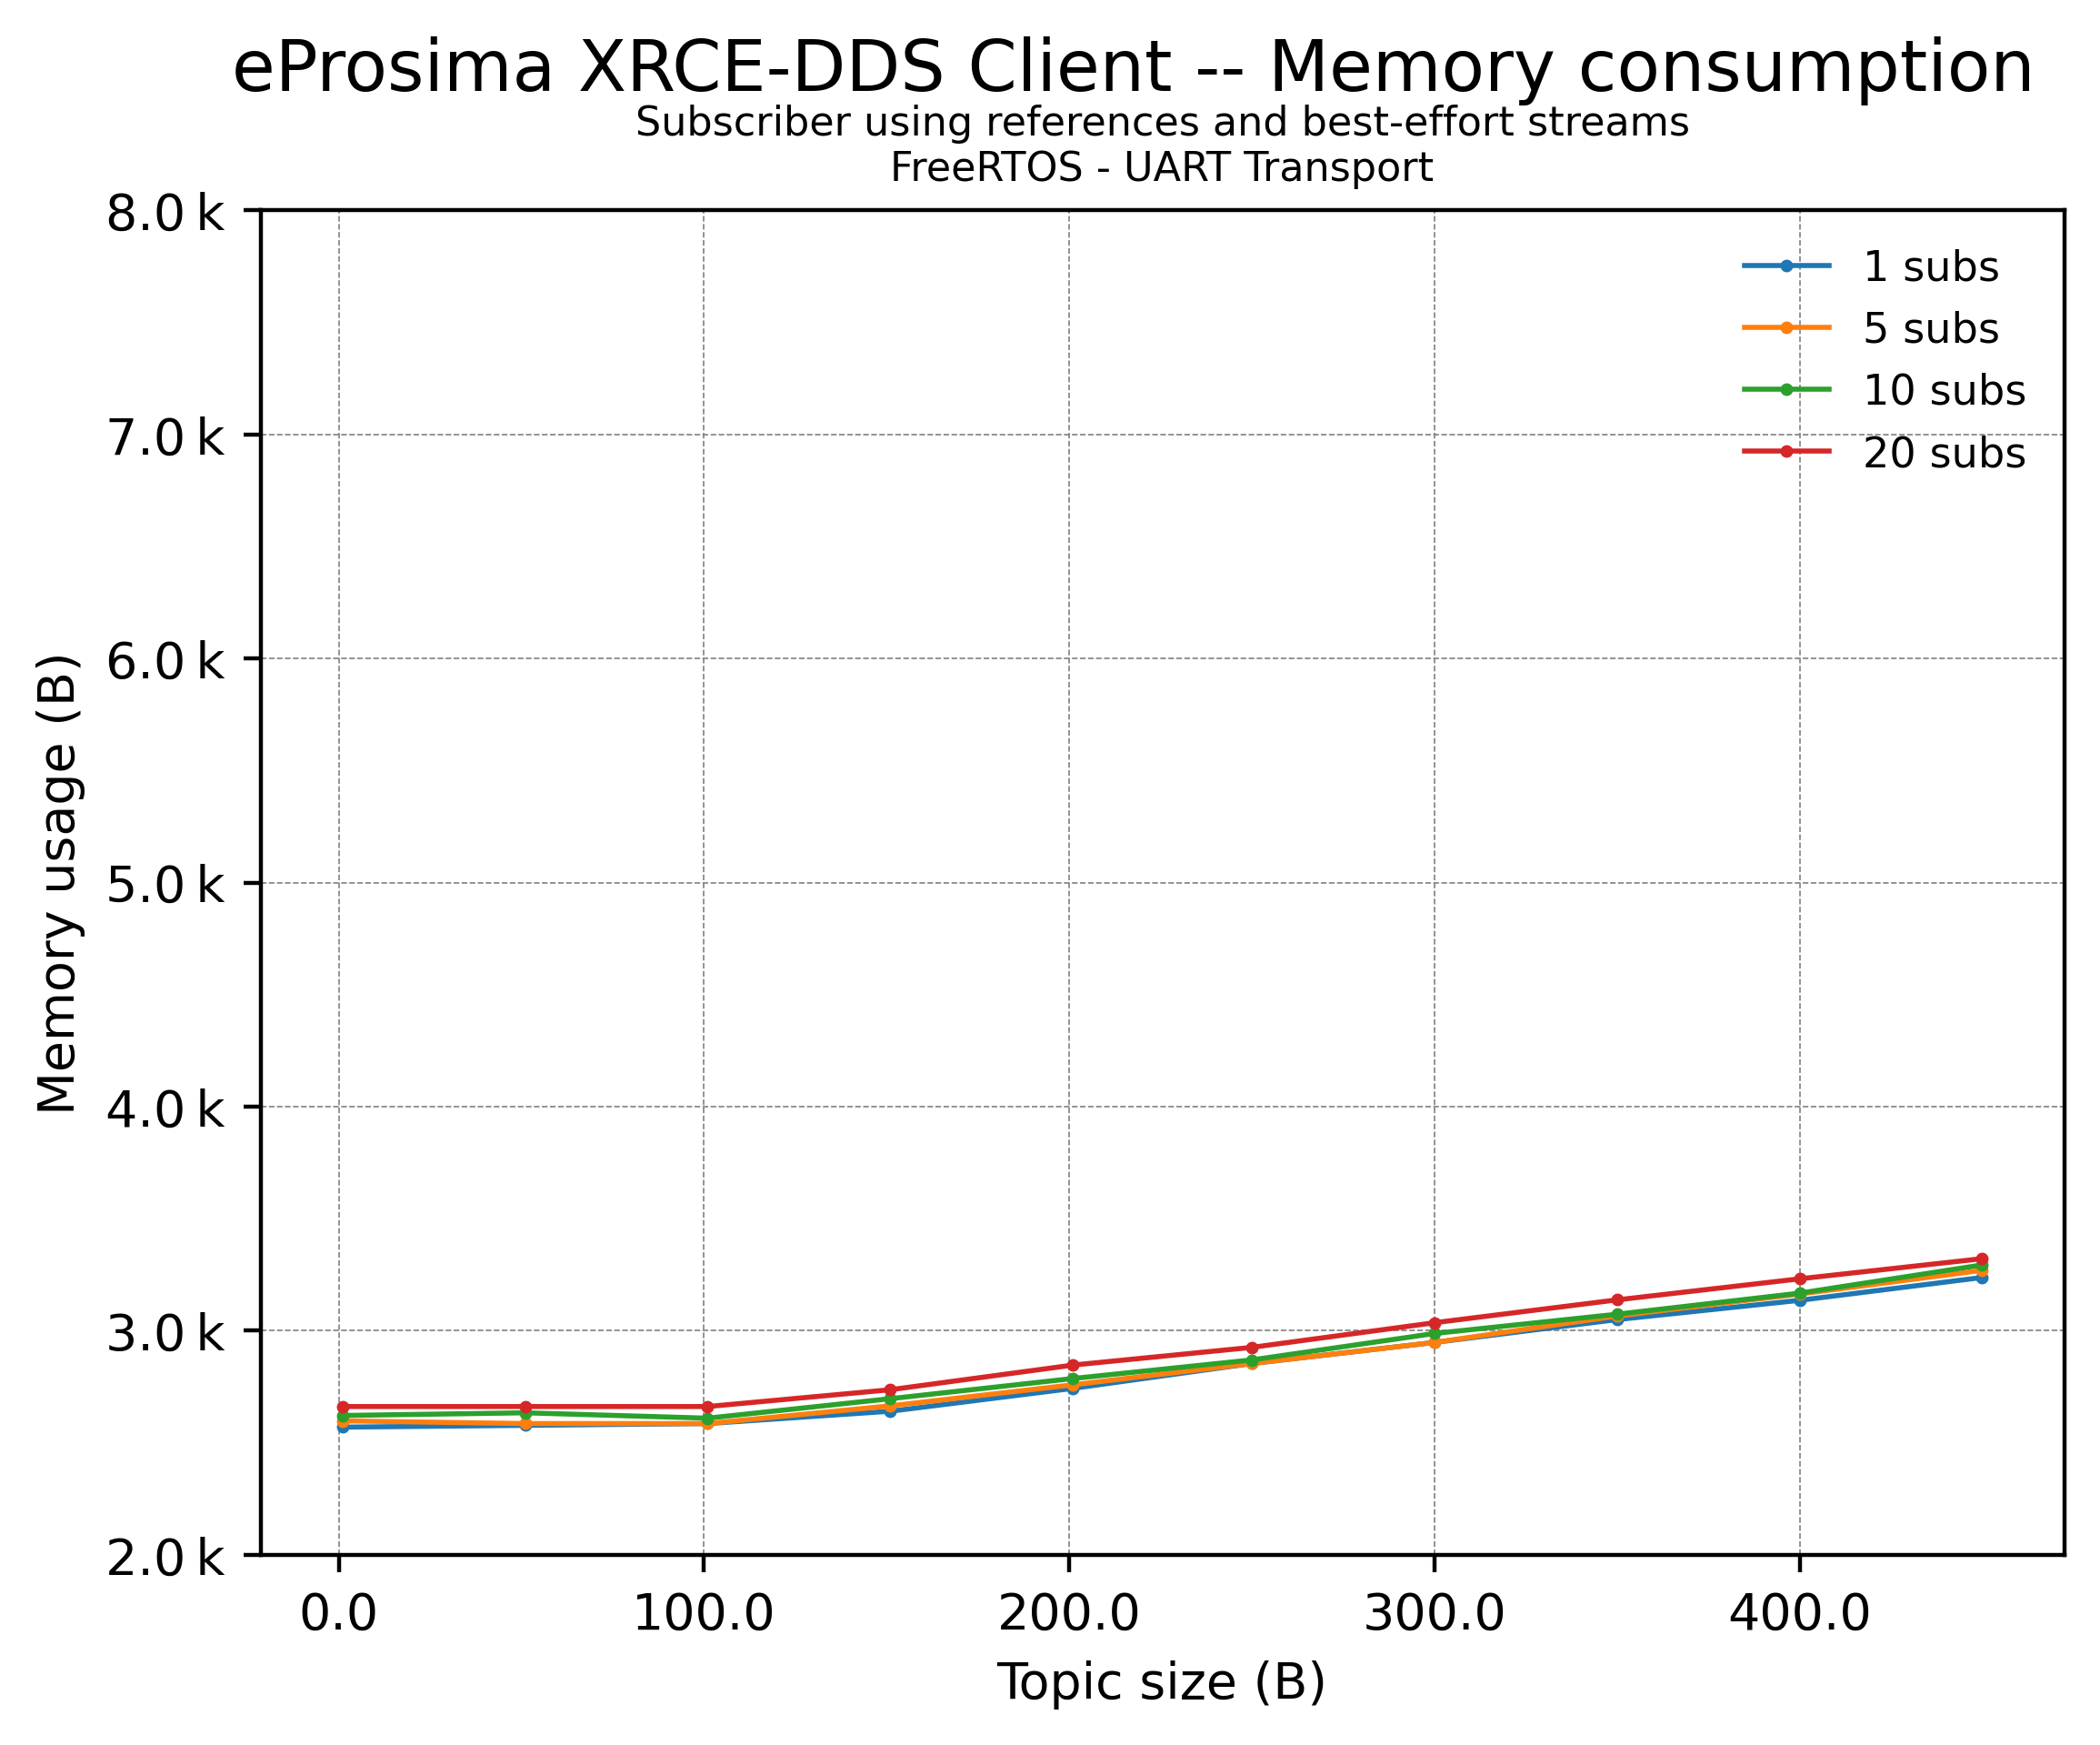 eProsima XRCE-DDS Client -- Memory consumption
Subscriber using references and best-effort streams
FreeRTOS - UART Transport
8.0 k
7.0 k
6.0 k
5.0 k
4.0 k
3.0 k
2.0 k
Memory usage (B)
1 subs
5 subs
10 subs
20 subs
0.0 100.0 200.0 300.0 400.0
Topic size (B)